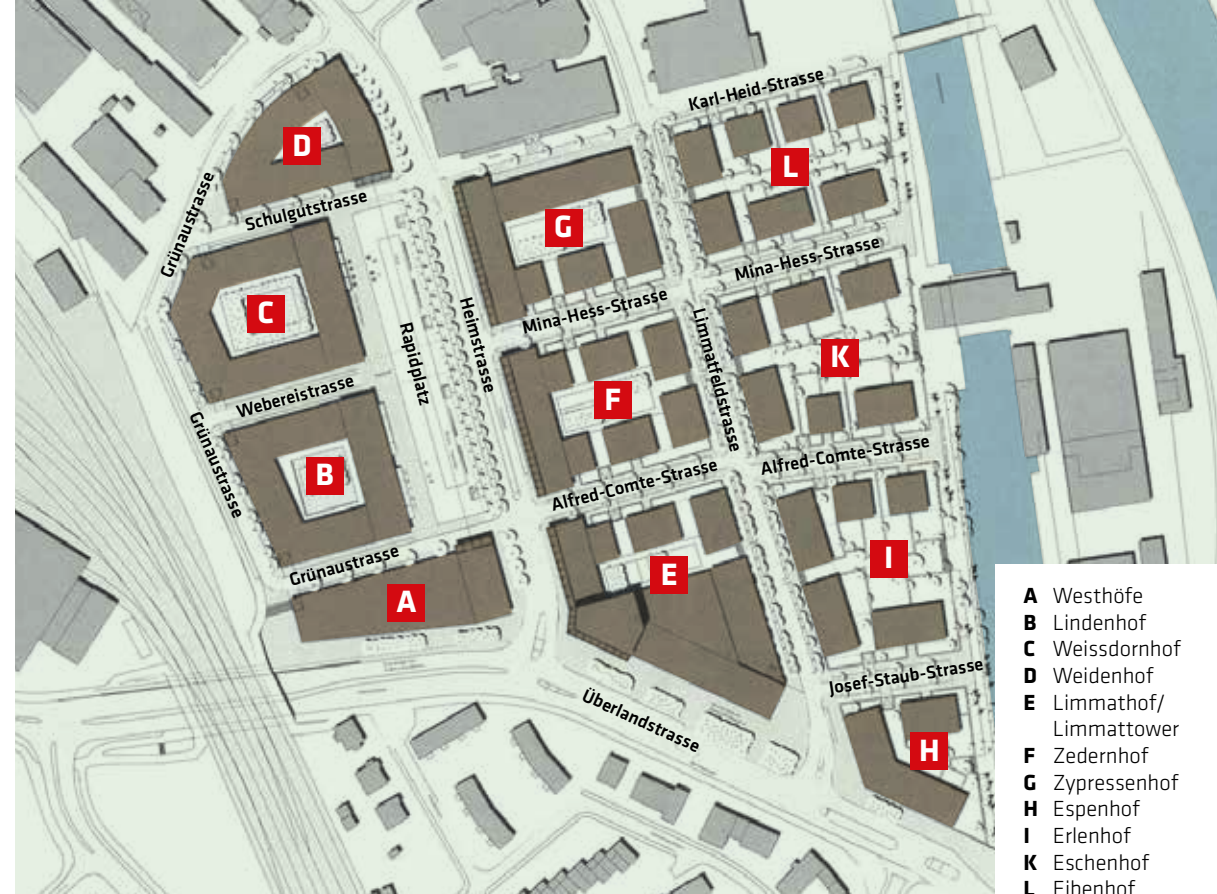 Karl-Heid-Strasse
D
L
Grünaustrasse
Schulgutstrasse
G
Mina-Hess-Strasse
C
Heimstrasse
Mina-Hess-Strasse
Rapidplatz
Limmatfeldstrasse
K
Webereistrasse
F
Grünaustrasse
B
Alfred-Comte-Strasse
Alfred-Comte-Strasse
Grünaustrasse
E
I
A
Josef-Staub-Strasse
Überlandstrasse
H
A Westhöfe
B Lindenhof
C Weissdornhof
D Weidenhof
E Limmathof/
Limmattower
F Zedernhof
G Zypressenhof
H Espenhof
I Erlenhof
K Eschenhof
L Eibenhof